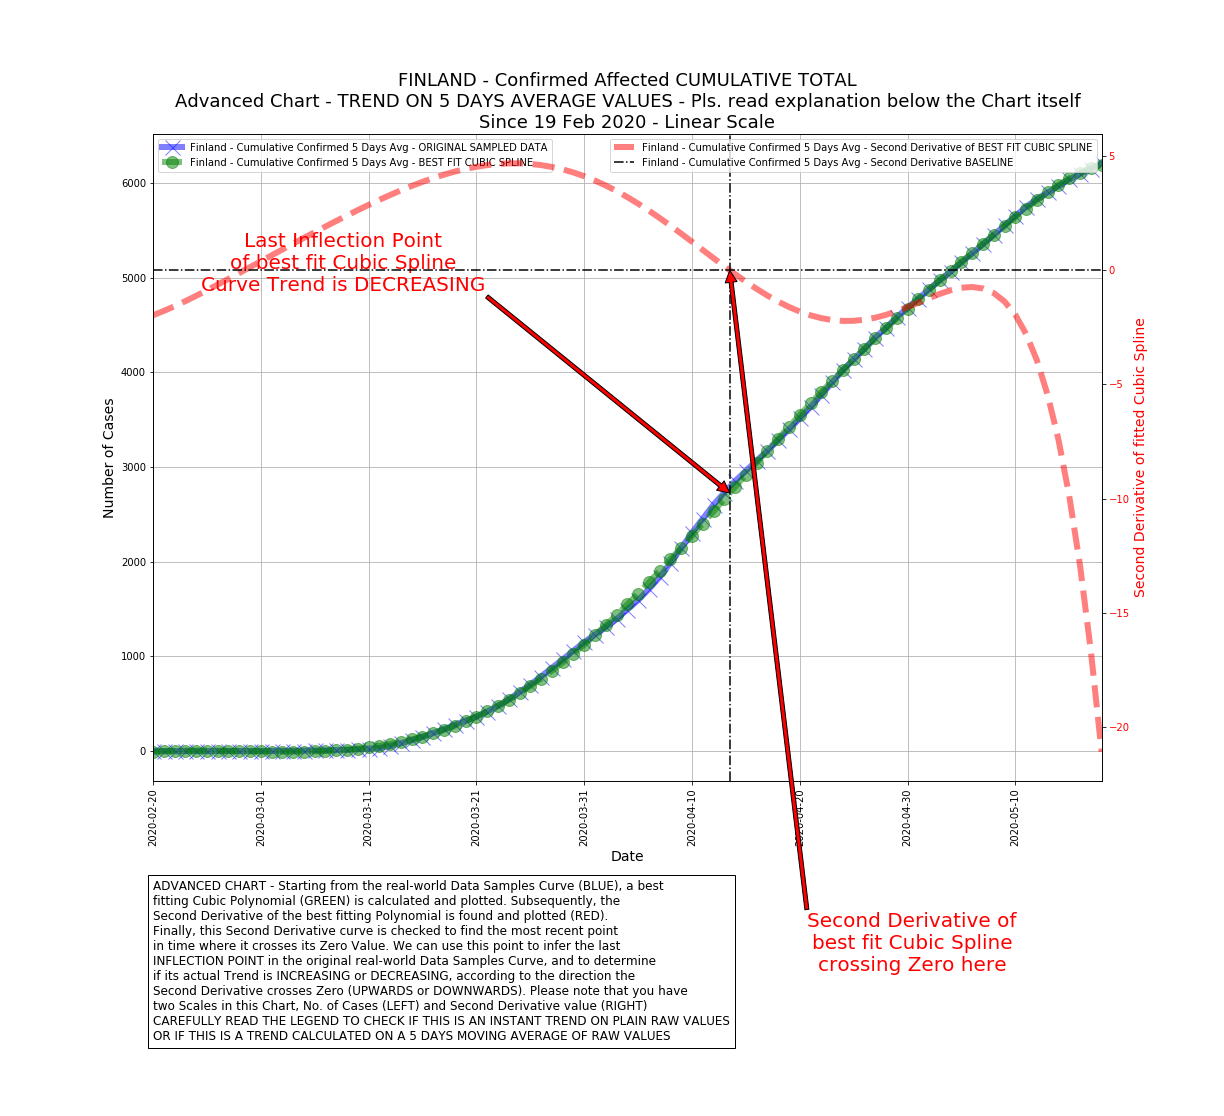 FINLAND - Confirmed Affected CUMULATIVE TOTAL
Advanced Chart - TREND ON 5 DAYS AVERAGE VALUES - Pls. read explanation below the Chart itself
Since 19 Feb 2020 - Linear Scale
Finland - Cumulative Confirmed 5 Days Avg - ORIGINAL SAMPLED DATA
Finland - Cumulative Confirmed 5 Days Avg - BEST FIT CUBIC SPLINE
Finland - Cumulative Confirmed 5 Days Avg - Second Derivative of BEST FIT CUBIC SPLINE
Finland - Cumulative Confirmed 5 Days Avg - Second Derivative BASELINE
Last Inflection Point
of best fit Cubic Spline
Curve Trend is DECREASING
Number of Cases
6000
5000
4000
3000
2000
1000
0
5
0
−5
−10
−15
−20
Second Derivative of fitted Cubic Spline
2020-02-20
2020-03-01
2020-03-11
2020-03-21
2020-03-31
2020-04-10
2020-04-20
2020-04-30
2020-05-10
Date
ADVANCED CHART - Starting from the real-world Data Samples Curve (BLUE), a best
fitting Cubic Polynomial (GREEN) is calculated and plotted. Subsequently, the
Second Derivative of the best fitting Polynomial is found and plotted (RED).
Finally, this Second Derivative curve is checked to find the most recent point
in time where it crosses its Zero Value. We can use this point to infer the last
INFLECTION POINT in the original real-world Data Samples Curve, and to determine
if its actual Trend is INCREASING or DECREASING, according to the direction the
Second Derivative crosses Zero (UPWARDS or DOWNWARDS). Please note that you have
two Scales in this Chart, No. of Cases (LEFT) and Second Derivative value (RIGHT)
CAREFULLY READ THE LEGEND TO CHECK IF THIS IS AN INSTANT TREND ON PLAIN RAW VALUES
OR IF THIS IS A TREND CALCULATED ON A 5 DAYS MOVING AVERAGE OF RAW VALUES
Second Derivative of
best fit Cubic Spline
crossing Zero here